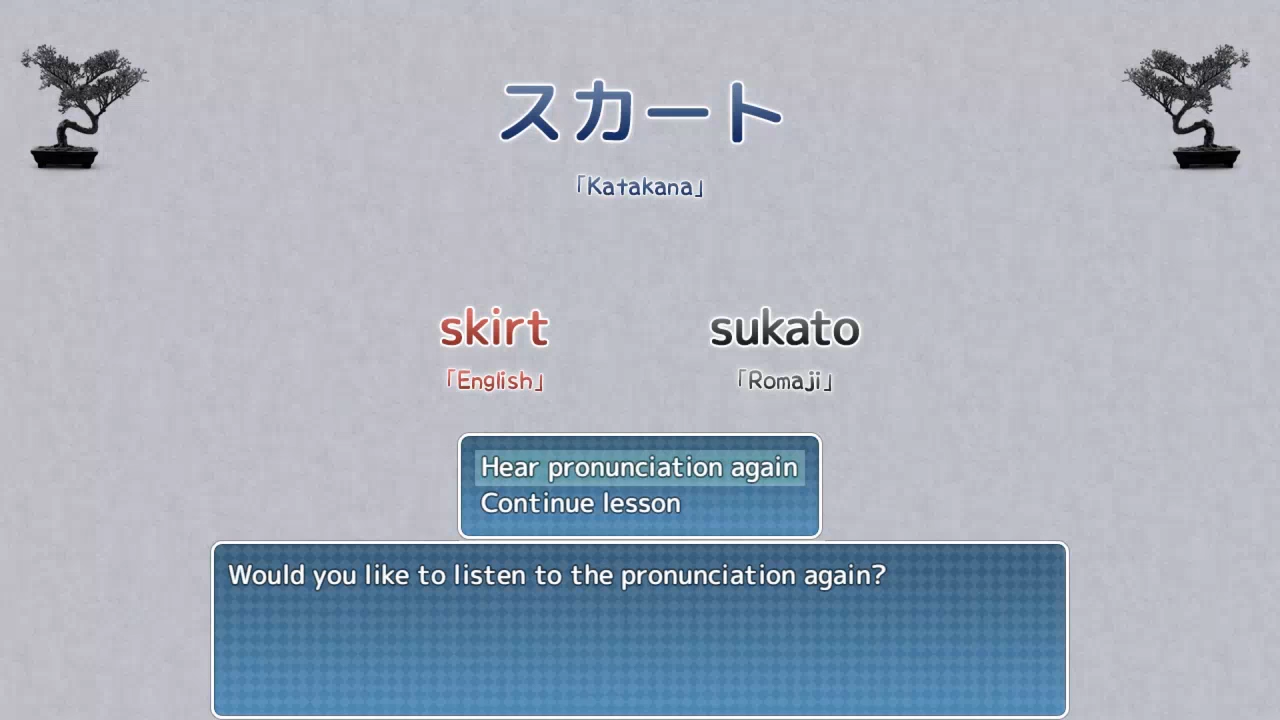 スカート
「Katakana」
skirt
sukato
「English」
「Romaji」
Hear pronunciation again
Continue lesson
Would you like to listen to the pronunciation again?